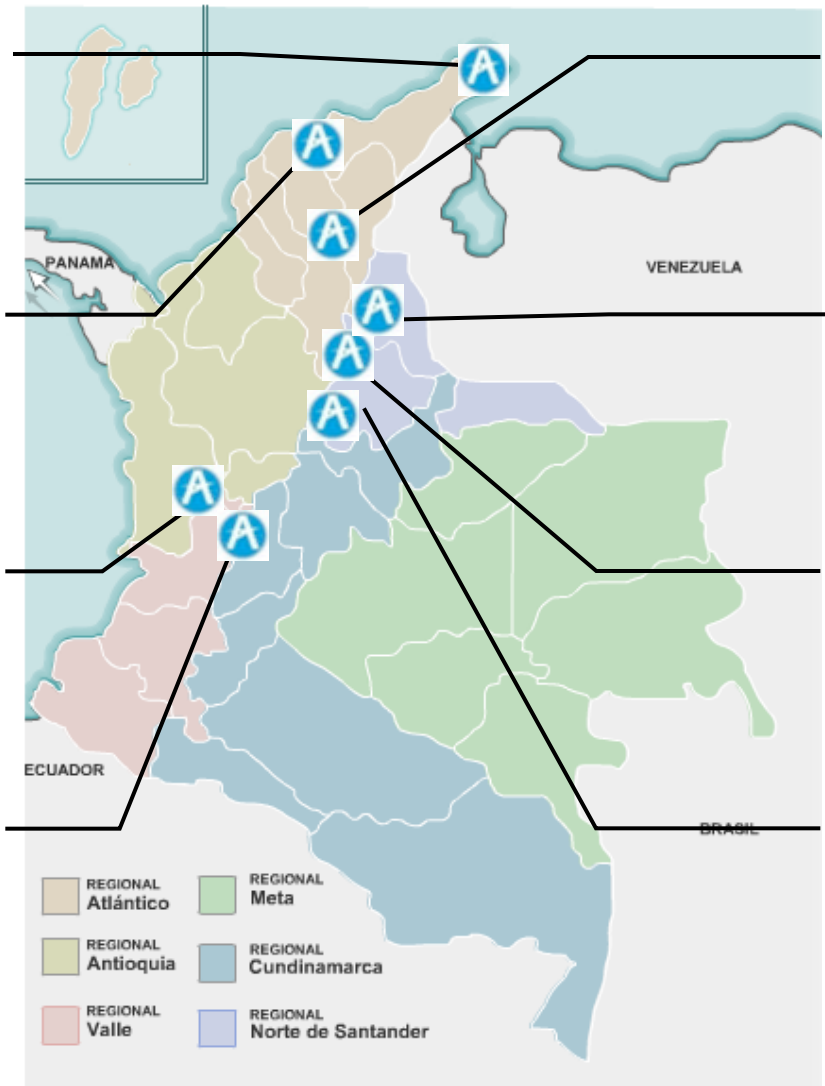 PANAMA
VENEZUELA
ECUADOR
BRASIL
REGIONAL
Atlántico
REGIONAL
Meta
REGIONAL
Antioquia
REGIONAL
Cundinamarca
REGIONAL
Valle
REGIONAL
Norte de Santander